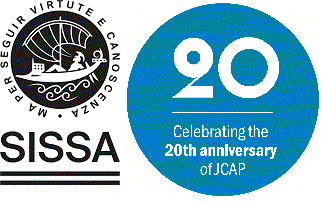 MA PER SEGUIR VIRTUTE E CANOSCENZA •
SISSA
20
Celebrating the
20th anniversary
of JCAP